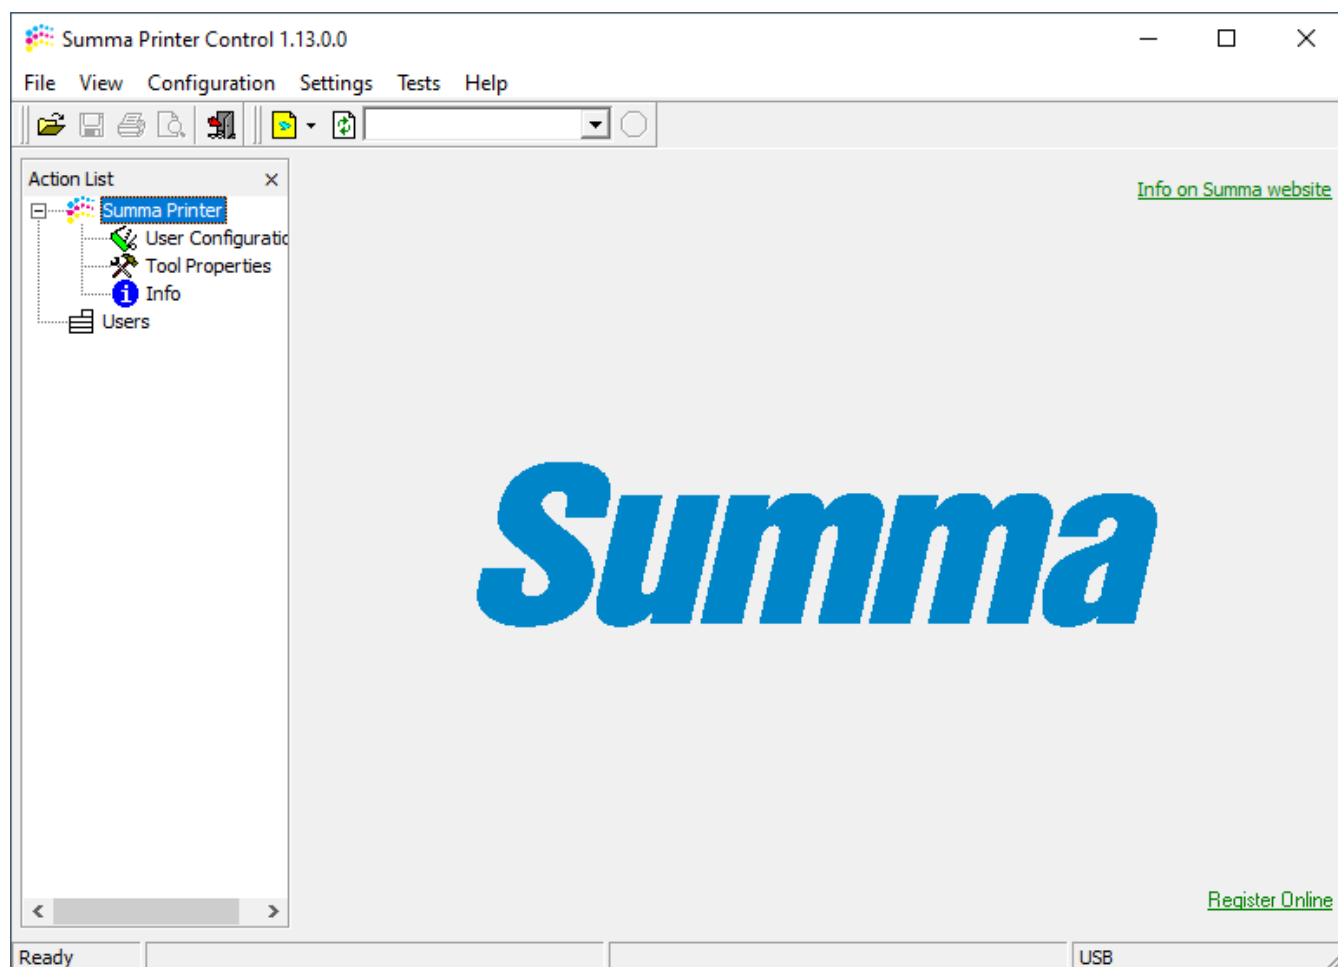 Summa Printer Control 1.13.0.0
File View Configuration Settings Tests Help
Action List
Info on Summa website
Summa Printer
User Configuratic
Tool Properties
Info
Users
Summa
Register Online
Ready USB